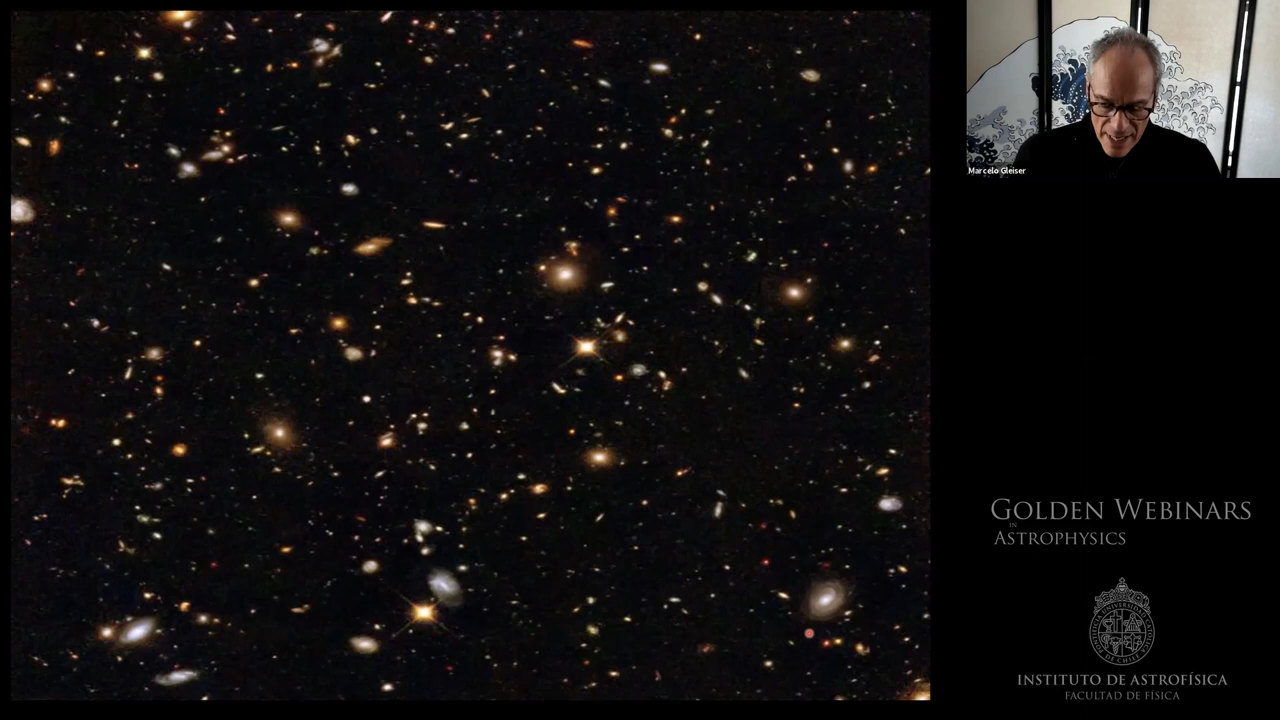 Marcelo Gleiser
GOLDEN WEBINARS
IN
ASTROPHYSICS
INSTITUTO DE ASTROFÍSICA
FACULTAD DE FÍSICA